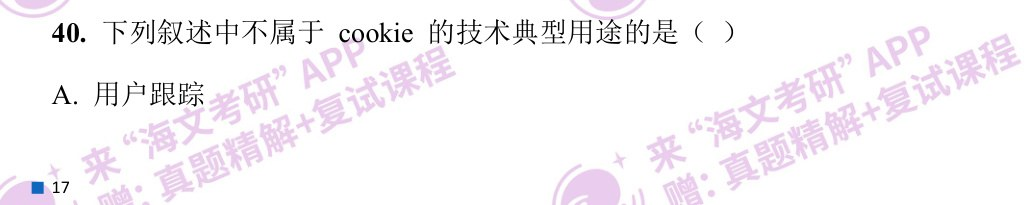 40. 下列叙述中不属于 cookie 的技术典型用途的是（ ）
A. 用户跟踪
来“海文考研”APP
赠：真题精解+复试课程
来“海文考研”APP
赠：真题精解+复试课程
17